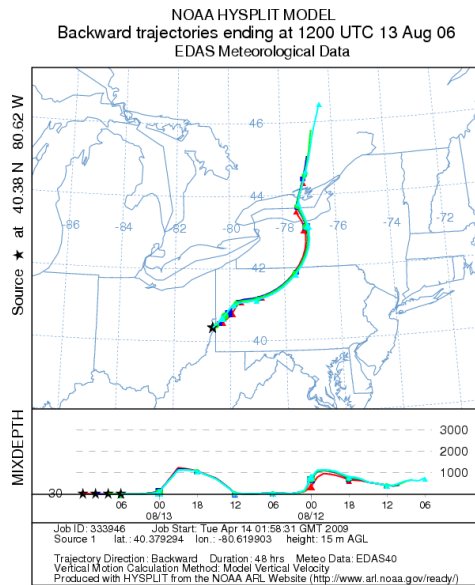 NOAA HYSPLIT MODEL
Backward trajectories ending at 1200 UTC 13 Aug 06
EDAS Meteorological Data
Source ★ at 40.38 N 80.62 W
46
44
-86
-84
-82
-78
-76
-74
-72
42
-80
40
MIXDEPTH
3000
2000
1000
30
06 00 18 12 06 00 18 12 06
08/13 08/12
Job ID: 333946 Job Start: Tue Apr 14 01:58:31 GMT 2009
Source 1 lat.: 40.379294 lon.: -80.619903 height: 15 m AGL
Trajectory Direction: Backward Duration: 48 hrs Meteo Data: EDAS40
Vertical Motion Calculation Method: Model Vertical Velocity
Produced with HYSPLIT from the NOAA ARL Website (http://www.arl.noaa.gov/ready/)